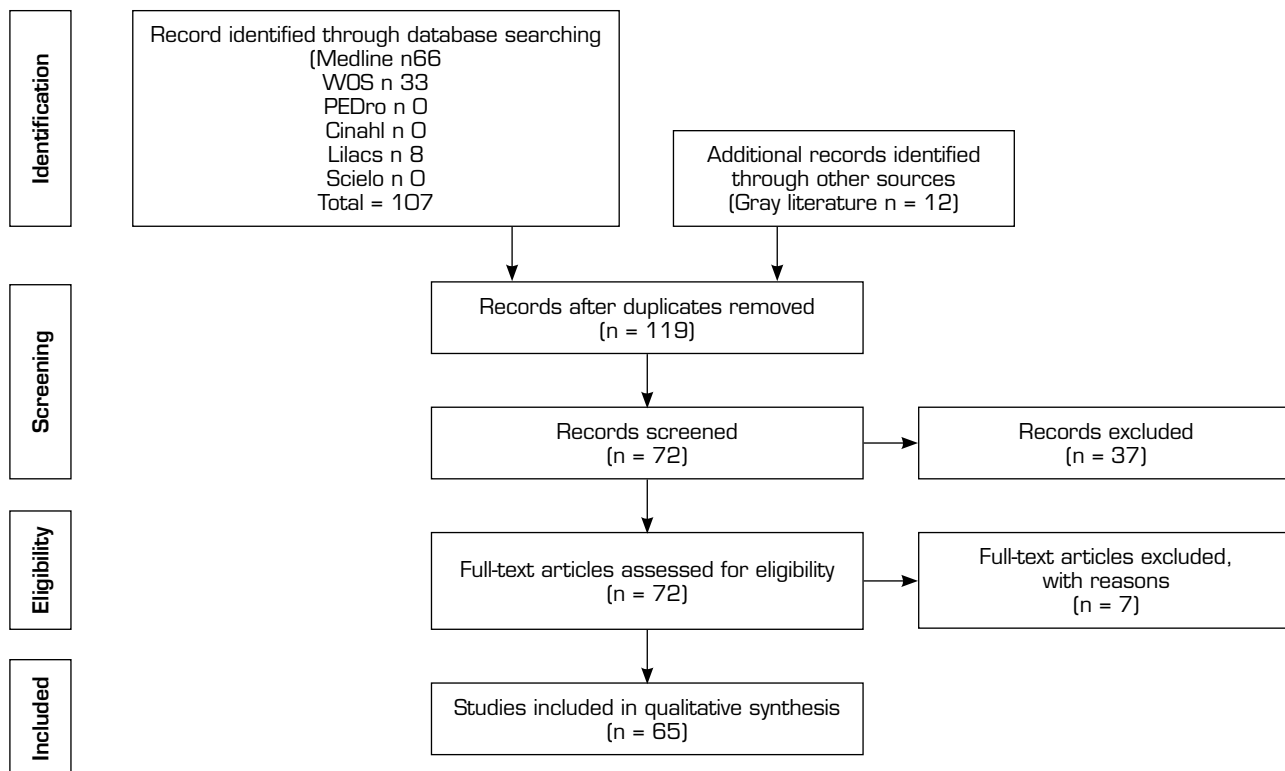 Identification
Record identified through database searching
(Medline n66
WOS n 33
PEDro n 0
Cinahl n 0
Lilacs n 8
Scielo n 0
Total = 107
Additional records identified
through other sources
(Gray literature n = 12)
Screening
Records after duplicates removed
(n = 119)
Records screened
(n = 72)
Records excluded
(n = 37)
Eligibility
Full-text articles assessed for eligibility
(n = 72)
Full-text articles excluded,
with reasons
(n = 7)
Included
Studies included in qualitative synthesis
(n = 65)